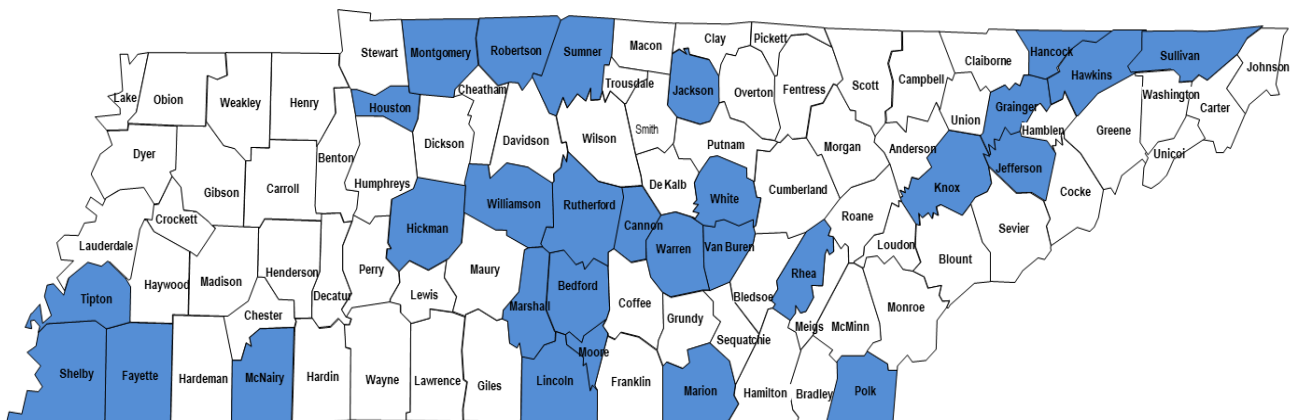 Stewart
Montgomery
Robertson
Sumner
Macon
Clay
Pickett
Scott
Campbell
Claiborne
Hancock
Hawkins
Sullivan
Johnson
Lake
Obion
Weakley
Henry
Houston
Cheatham
Trousdale
Jackson
Overton
Fentress
Union
Grainger
Washington
Carter
Dyer
Gibson
Carroll
Benton
Humphreys
Dickson
Davidson
Wilson
Smith
Putnam
Morgan
Anderson
Hamblen
Greene
Unicoi
Crockett
Hickman
Williamson
Rutherford
De Kalb
White
Cumberland
Roane
Knox
Jefferson
Cocke
Lauderdale
Haywood
Madison
Henderson
Decatur
Perry
Lewis
Maury
Cannon
Warren
Van Buren
Rhea
Loudon
Blount
Sevier
Tipton
Chester
Marshall
Bedford
Coffee
Grundy
Bledsoe
Sequatchie
Meigs
McMinn
Monroe
Shelby
Fayette
Hardeman
McNairy
Hardin
Wayne
Lawrence
Giles
Lincoln
Moore
Franklin
Marion
Hamilton
Bradley
Polk